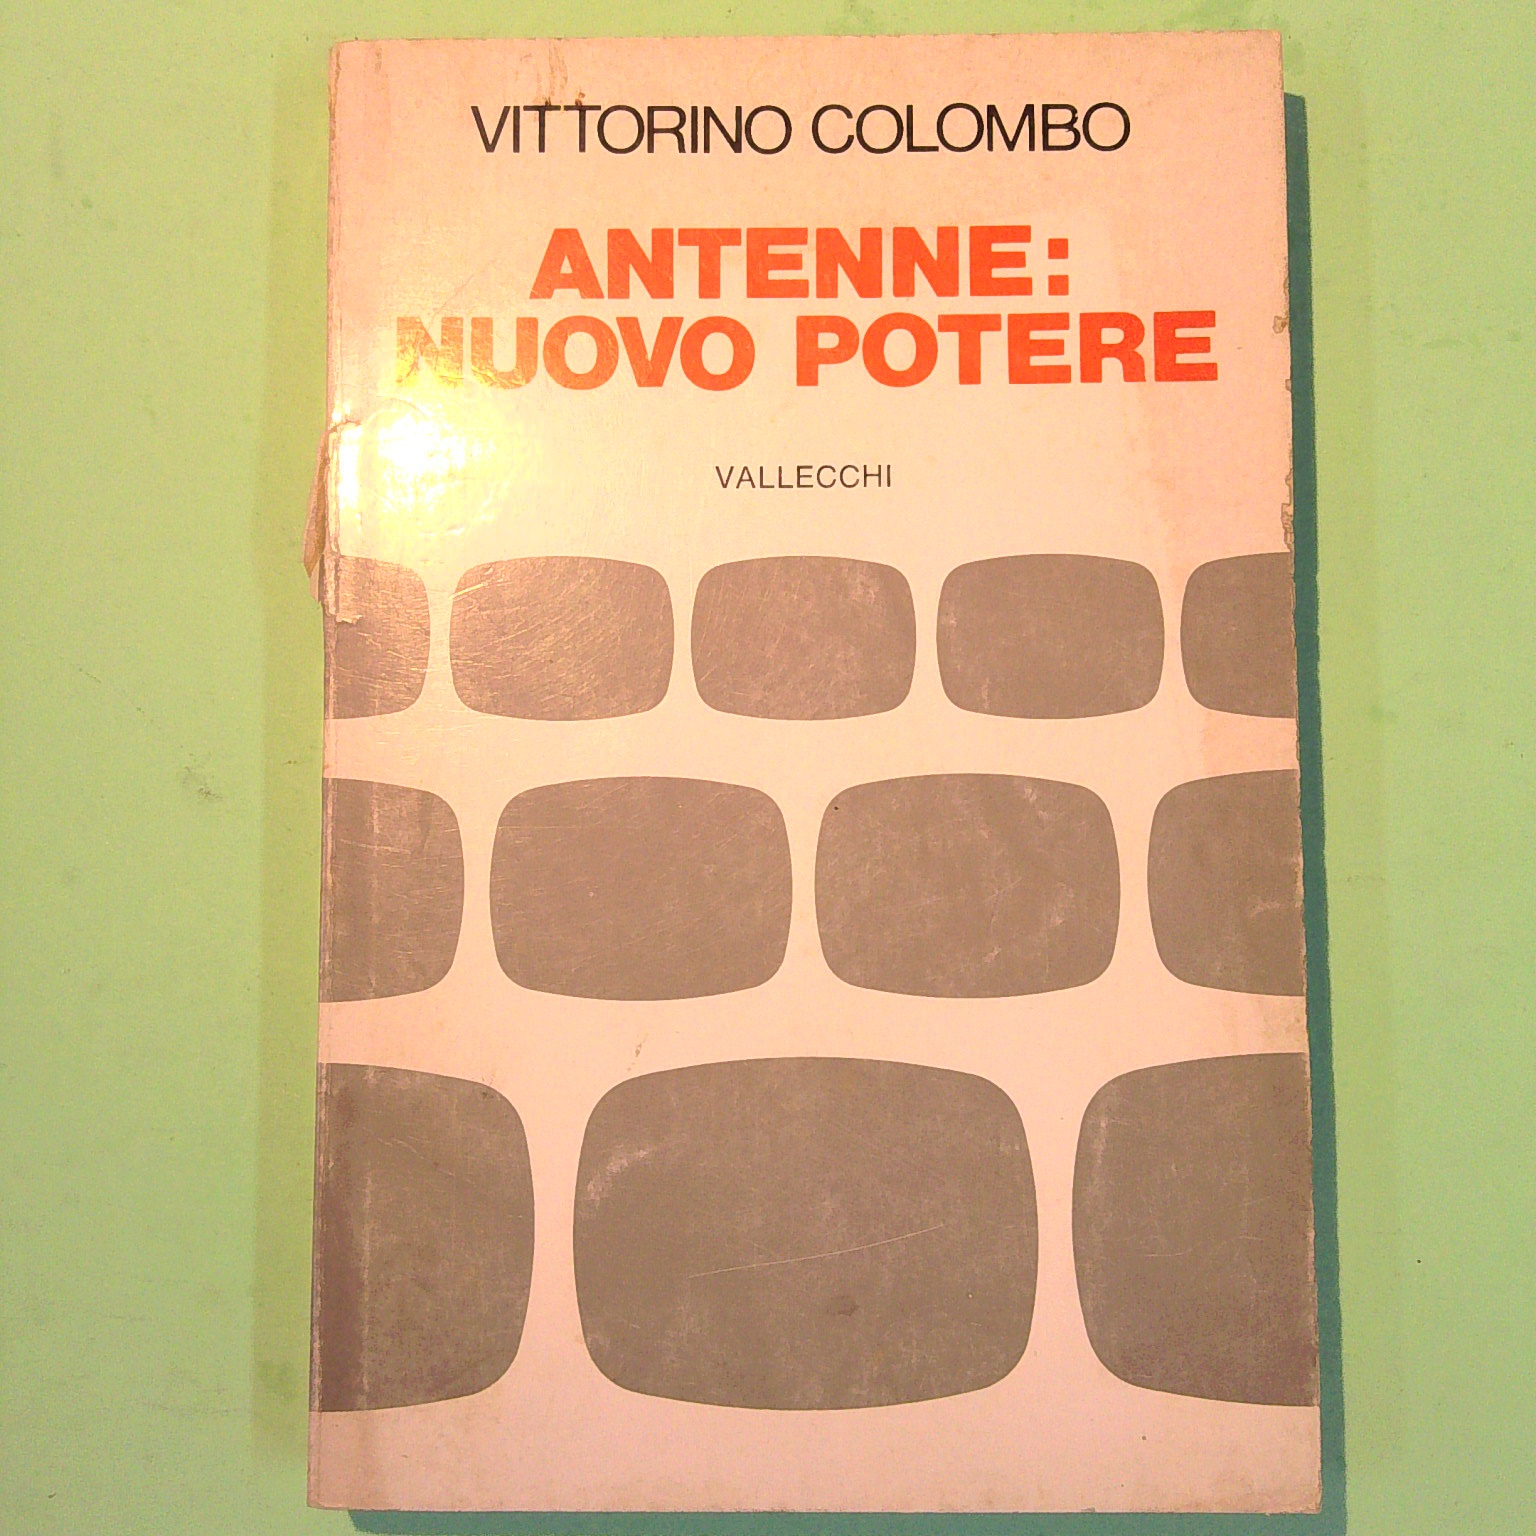 VITTORINO COLOMBO
ANTENNE:
NUOVO POTERE
VALLECCHI